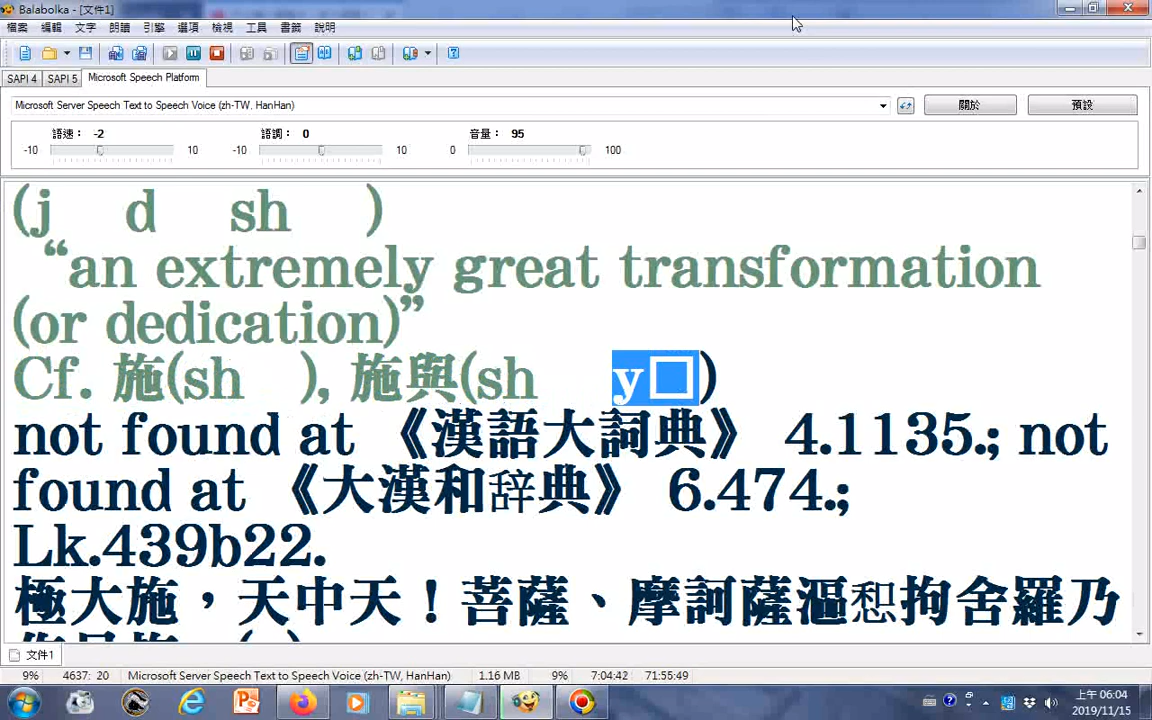 Balabolka - [文件1]
檔案 編輯 文字 朗讀 引擎 選項 檢視 工具 書籤 說明
SAPI 4 SAPI 5 Microsoft Speech Platform
Microsoft Server Speech Text to Speech Voice (zh-TW, HanHan) 關於 預設
語速： -2 語調： 0 音量： 95
-10 10 -10 10 0 100
(j d sh )
“an extremely great transformation
(or dedication)”
Cf. 施(sh ), 施與(sh y□)
not found at 《漢語大詞典》 4.1135.; not
found at 《大漢和辞典》 6.474.;
Lk.439b22.
極大施，天中天！菩薩、摩訶薩漚惒拘舍羅乃
文件1
9% 4637: 20 Microsoft Server Speech Text to Speech Voice (zh-TW, HanHan) 1.16 MB 9% 7:04:42 71:55:49
上午 06:04
2019/11/15